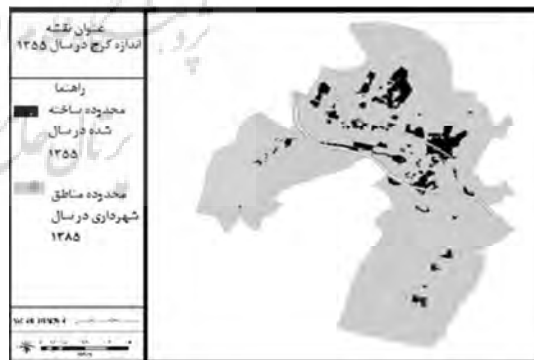 عنوان نقشه
اندازه کرج در سال ۱۳۵۵
راهنما
محدوده ساخته
شده در سال
۱۳۵۵
محدوده مناطق
شهرداری در سال
۱۳۸۵